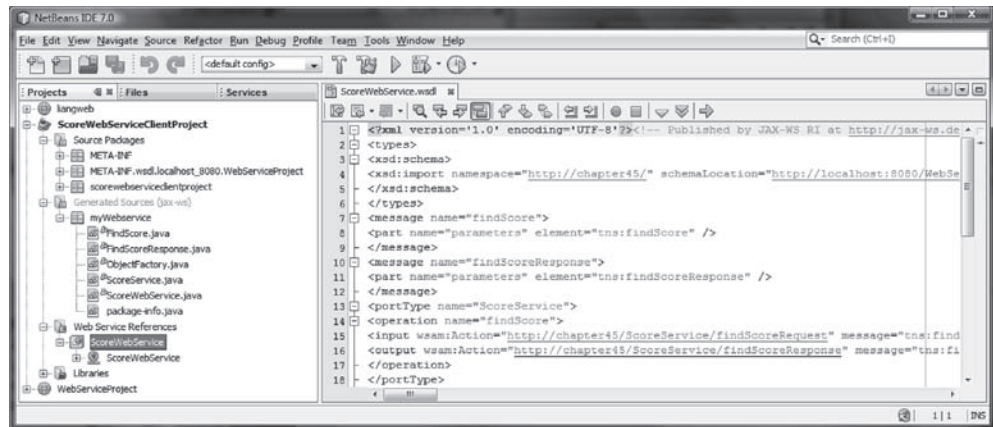 NetBeans IDE 7.0
File Edit View Navigate Source Refactor Run Debug Profile Team Tools Window Help
Search (Ctrl+I)
<default config>
Projects
Files
Services
langweb
ScoreWebServiceClientProject
Source Packages
META-INF
META-INF.wsdl.localhost_8080.WebServiceProject
scorewebserviceclientproject
Generated Sources (jax-ws)
myWebservice
FindScore.java
FindScoreResponse.java
ObjectFactory.java
ScoreService.java
ScoreWebService.java
package-info.java
Web Service References
ScoreWebService
ScoreWebService
Libraries
WebServiceProject
ScoreWebService.wsdl
1 <?xml version='1.0' encoding='UTF-8'?><!-- Published by JAX-WS RI at http://jax-ws.de
2 <types>
3 <xsd:schema>
4 <xsd:import namespace="http://chapter45/" schemaLocation="http://localhost:8080/WebSe
5 </xsd:schema>
6 </types>
7 <message name="findScore">
8 <part name="parameters" element="tns:findScore" />
9 </message>
10 <message name="findScoreResponse">
11 <part name="parameters" element="tns:findScoreResponse" />
12 </message>
13 <portType name="ScoreService">
14 <operation name="findScore">
15 <input wsam:Action="http://chapter45/ScoreService/findScoreRequest" message="tns:find
16 <output wsam:Action="http://chapter45/ScoreService/findScoreResponse" message="tns:fi
17 </operation>
18 </portType>
1|1 INS